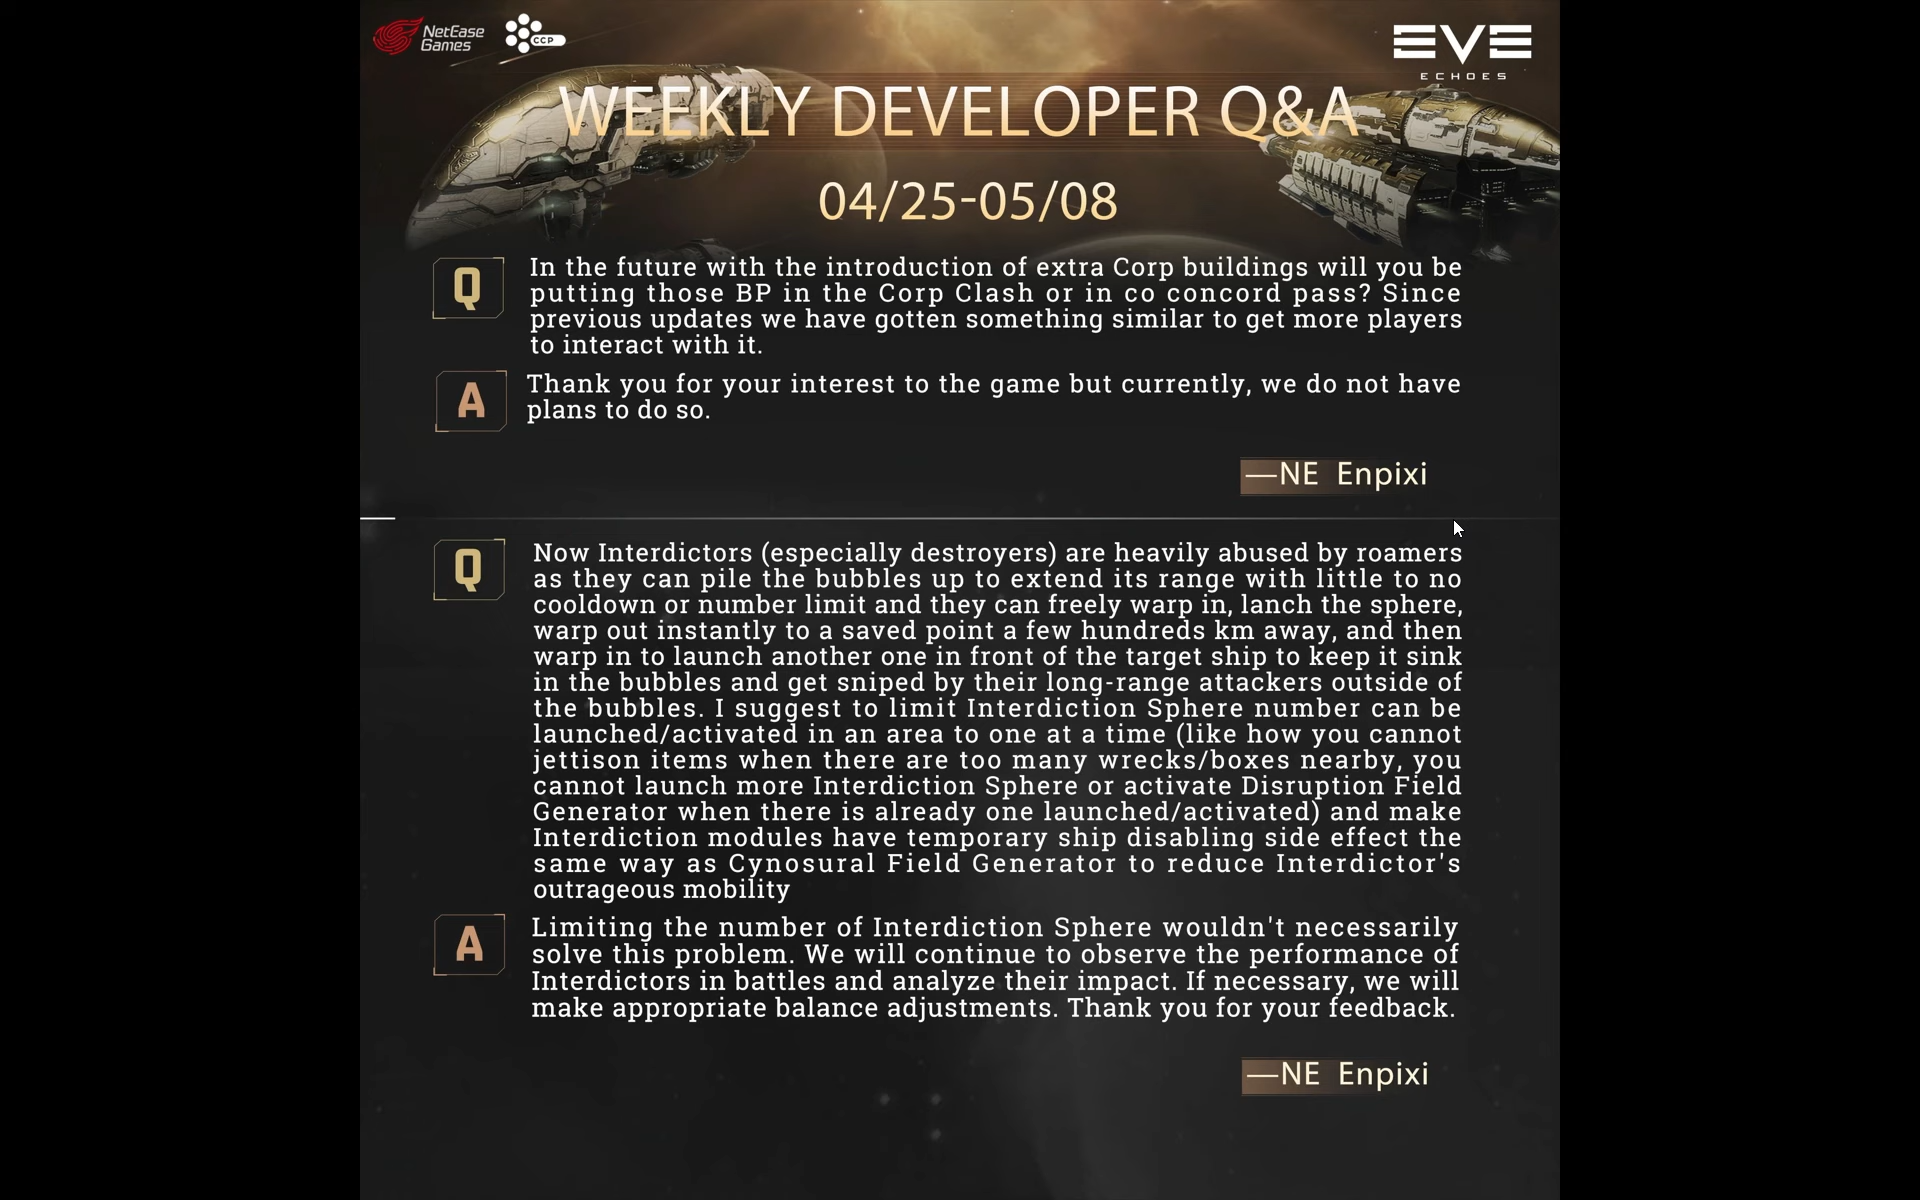 NetEase
Games
CCP
EVE
ECHOES
WEEKLY DEVELOPER Q&A
04/25-05/08
Q
In the future with the introduction of extra Corp buildings will you be
putting those BP in the Corp Clash or in co concord pass? Since
previous updates we have gotten something similar to get more players
to interact with it.
A
Thank you for your interest to the game but currently, we do not have
plans to do so.
—NE Enpixi
Q
Now Interdictors (especially destroyers) are heavily abused by roamers
as they can pile the bubbles up to extend its range with little to no
cooldown or number limit and they can freely warp in, lanch the sphere,
warp out instantly to a saved point a few hundreds km away, and then
warp in to launch another one in front of the target ship to keep it sink
in the bubbles and get sniped by their long-range attackers outside of
the bubbles. I suggest to limit Interdiction Sphere number can be
launched/activated in an area to one at a time (like how you cannot
jettison items when there are too many wrecks/boxes nearby, you
cannot launch more Interdiction Sphere or activate Disruption Field
Generator when there is already one launched/activated) and make
Interdiction modules have temporary ship disabling side effect the
same way as Cynosural Field Generator to reduce Interdictor's
outrageous mobility
A
Limiting the number of Interdiction Sphere wouldn't necessarily
solve this problem. We will continue to observe the performance of
Interdictors in battles and analyze their impact. If necessary, we will
make appropriate balance adjustments. Thank you for your feedback.
—NE Enpixi